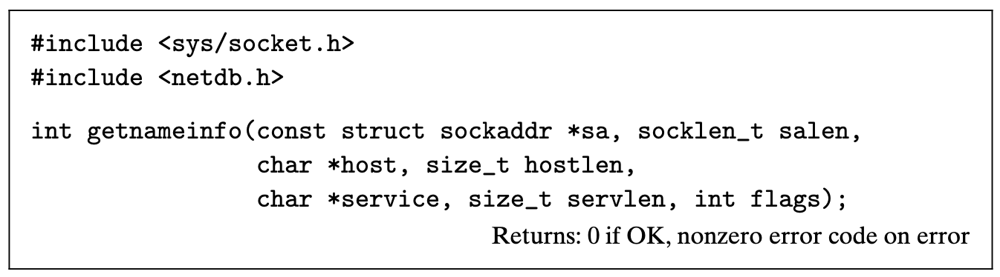 #include <sys/socket.h>
#include <netdb.h>
int getnameinfo(const struct sockaddr *sa, socklen_t salen,
char *host, size_t hostlen,
char *service, size_t servlen, int flags);
Returns: 0 if OK, nonzero error code on error